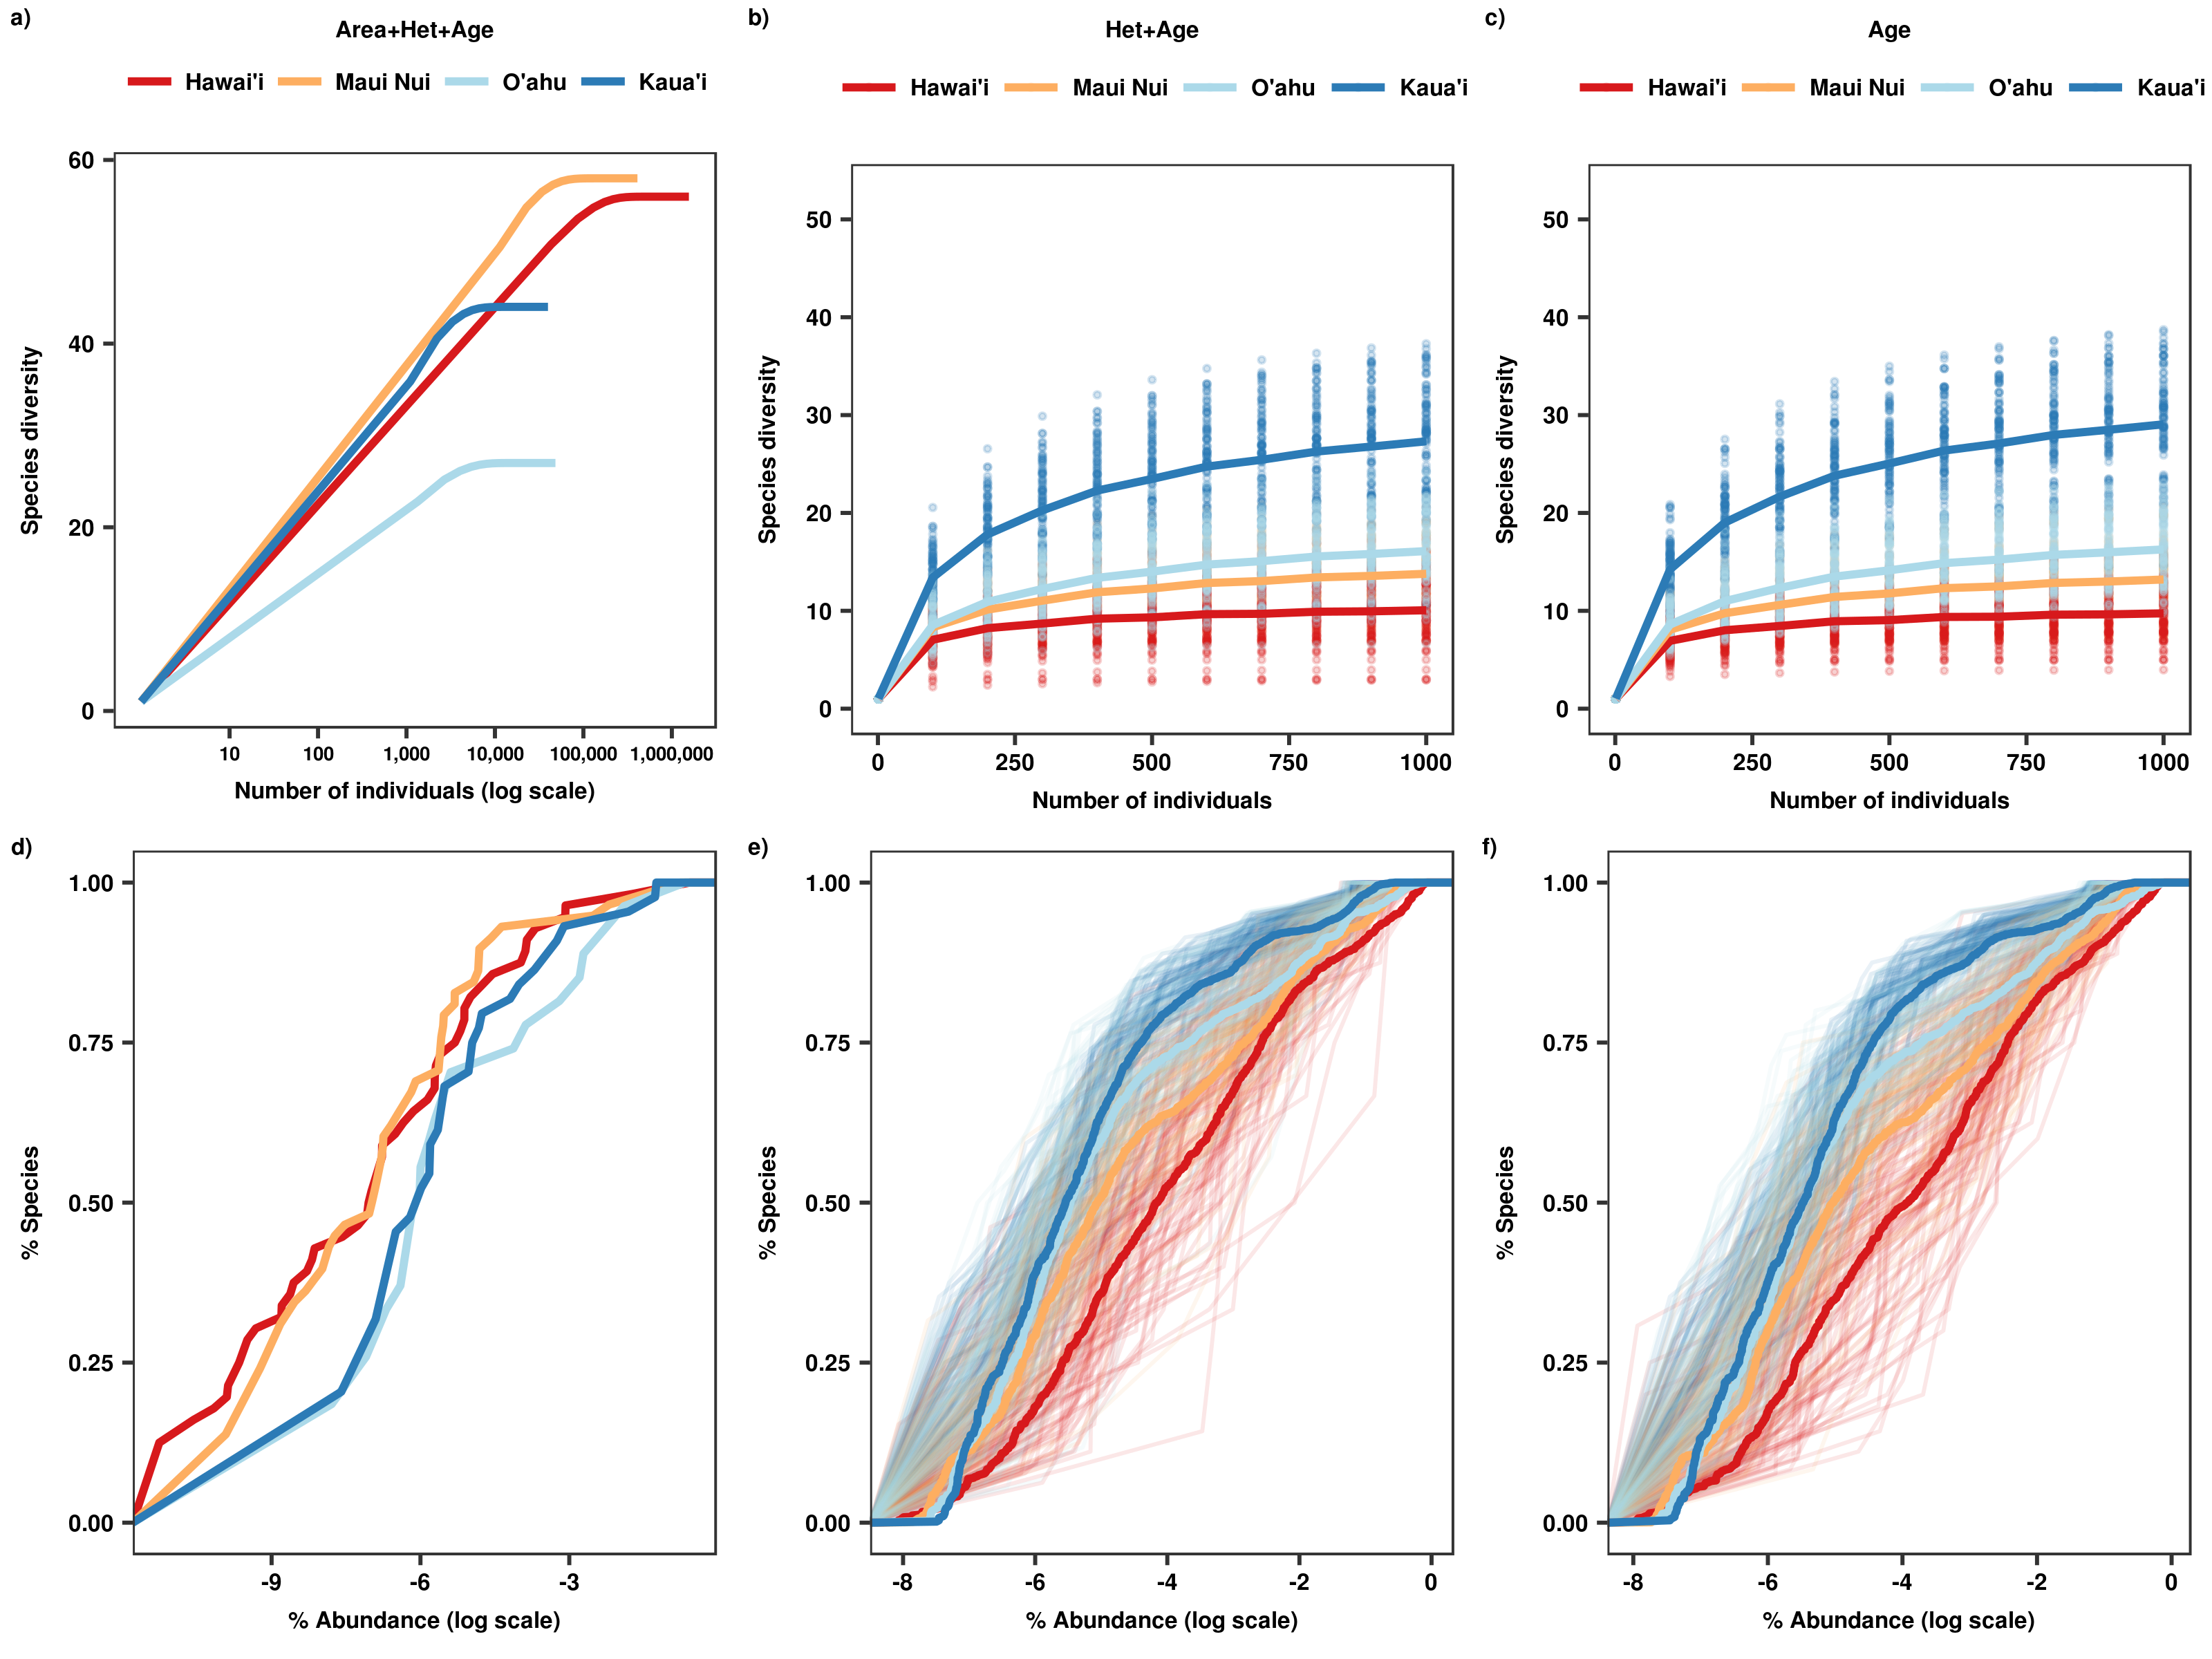 a)
Area+Het+Age
Hawai'i Maui Nui O'ahu Kaua'i
60
40
20
0
Species diversity
10 100 1,000 10,000 100,000 1,000,000
Number of individuals (log scale)
b)
Het+Age
Hawai'i Maui Nui O'ahu Kaua'i
50
40
30
20
10
0
Species diversity
0 250 500 750 1000
Number of individuals
c)
Age
Hawai'i Maui Nui O'ahu Kaua'i
50
40
30
20
10
0
Species diversity
0 250 500 750 1000
Number of individuals
d)
1.00
0.75
0.50
0.25
0.00
% Species
-9 -6 -3
% Abundance (log scale)
e)
1.00
0.75
0.50
0.25
0.00
% Species
-8 -6 -4 -2 0
% Abundance (log scale)
f)
1.00
0.75
0.50
0.25
0.00
% Species
-8 -6 -4 -2 0
% Abundance (log scale)